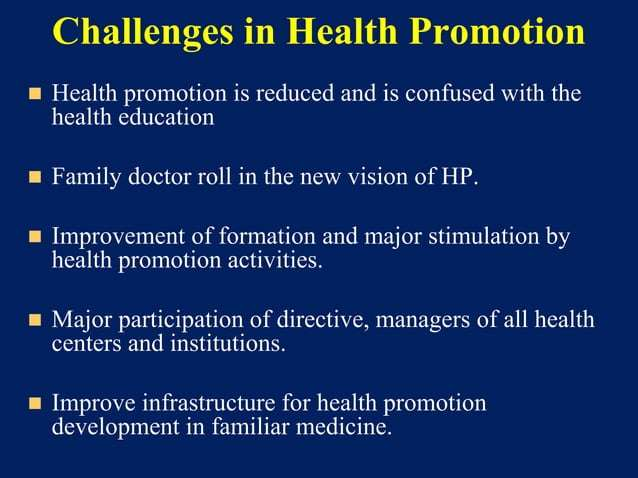 Challenges in Health Promotion
Health promotion is reduced and is confused with the
health education
Family doctor roll in the new vision of HP.
Improvement of formation and major stimulation by
health promotion activities.
Major participation of directive, managers of all health
centers and institutions.
Improve infrastructure for health promotion
development in familiar medicine.